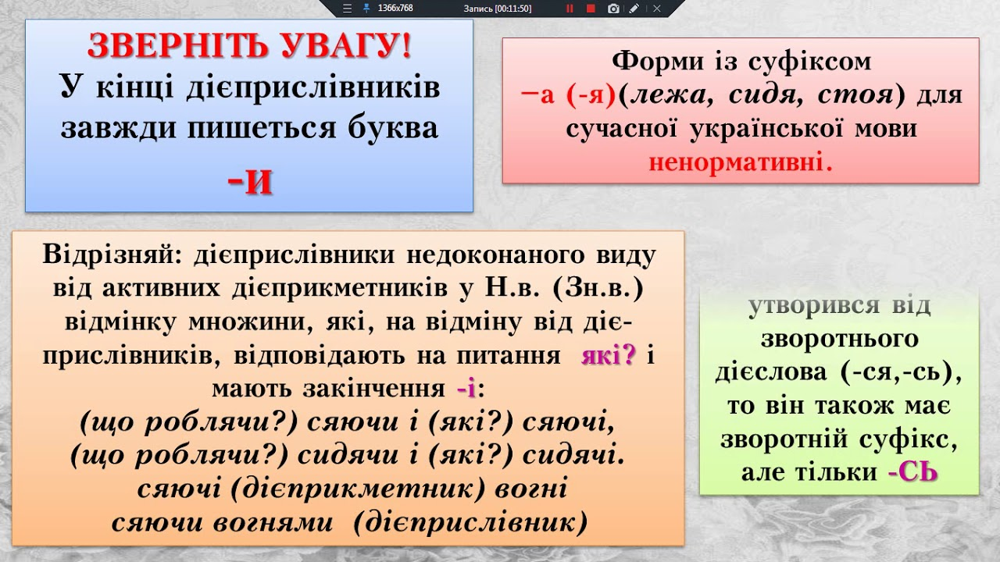 1366x768
Запись [00:11:50]
ЗВЕРНІТЬ УВАГУ!
У кінці дієприслівників
завжди пишеться буква
-и
Форми із суфіксом
–а (-я)(лежа, сидя, стоя) для
сучасної української мови
ненормативні.
Відрізняй: дієприслівники недоконаного виду
від активних дієприкметників у Н.в. (Зн.в.)
відмінку множини, які, на відміну від діє-
прислівників, відповідають на питання які? і
мають закінчення -і:
(що роблячи?) сяючи і (які?) сяючі,
(що роблячи?) сидячи і (які?) сидячі.
сяючі (дієприкметник) вогні
сяючи вогнями (дієприслівник)
утворився від
зворотнього
дієслова (-ся,-сь),
то він також має
зворотній суфікс,
але тільки -СЬ